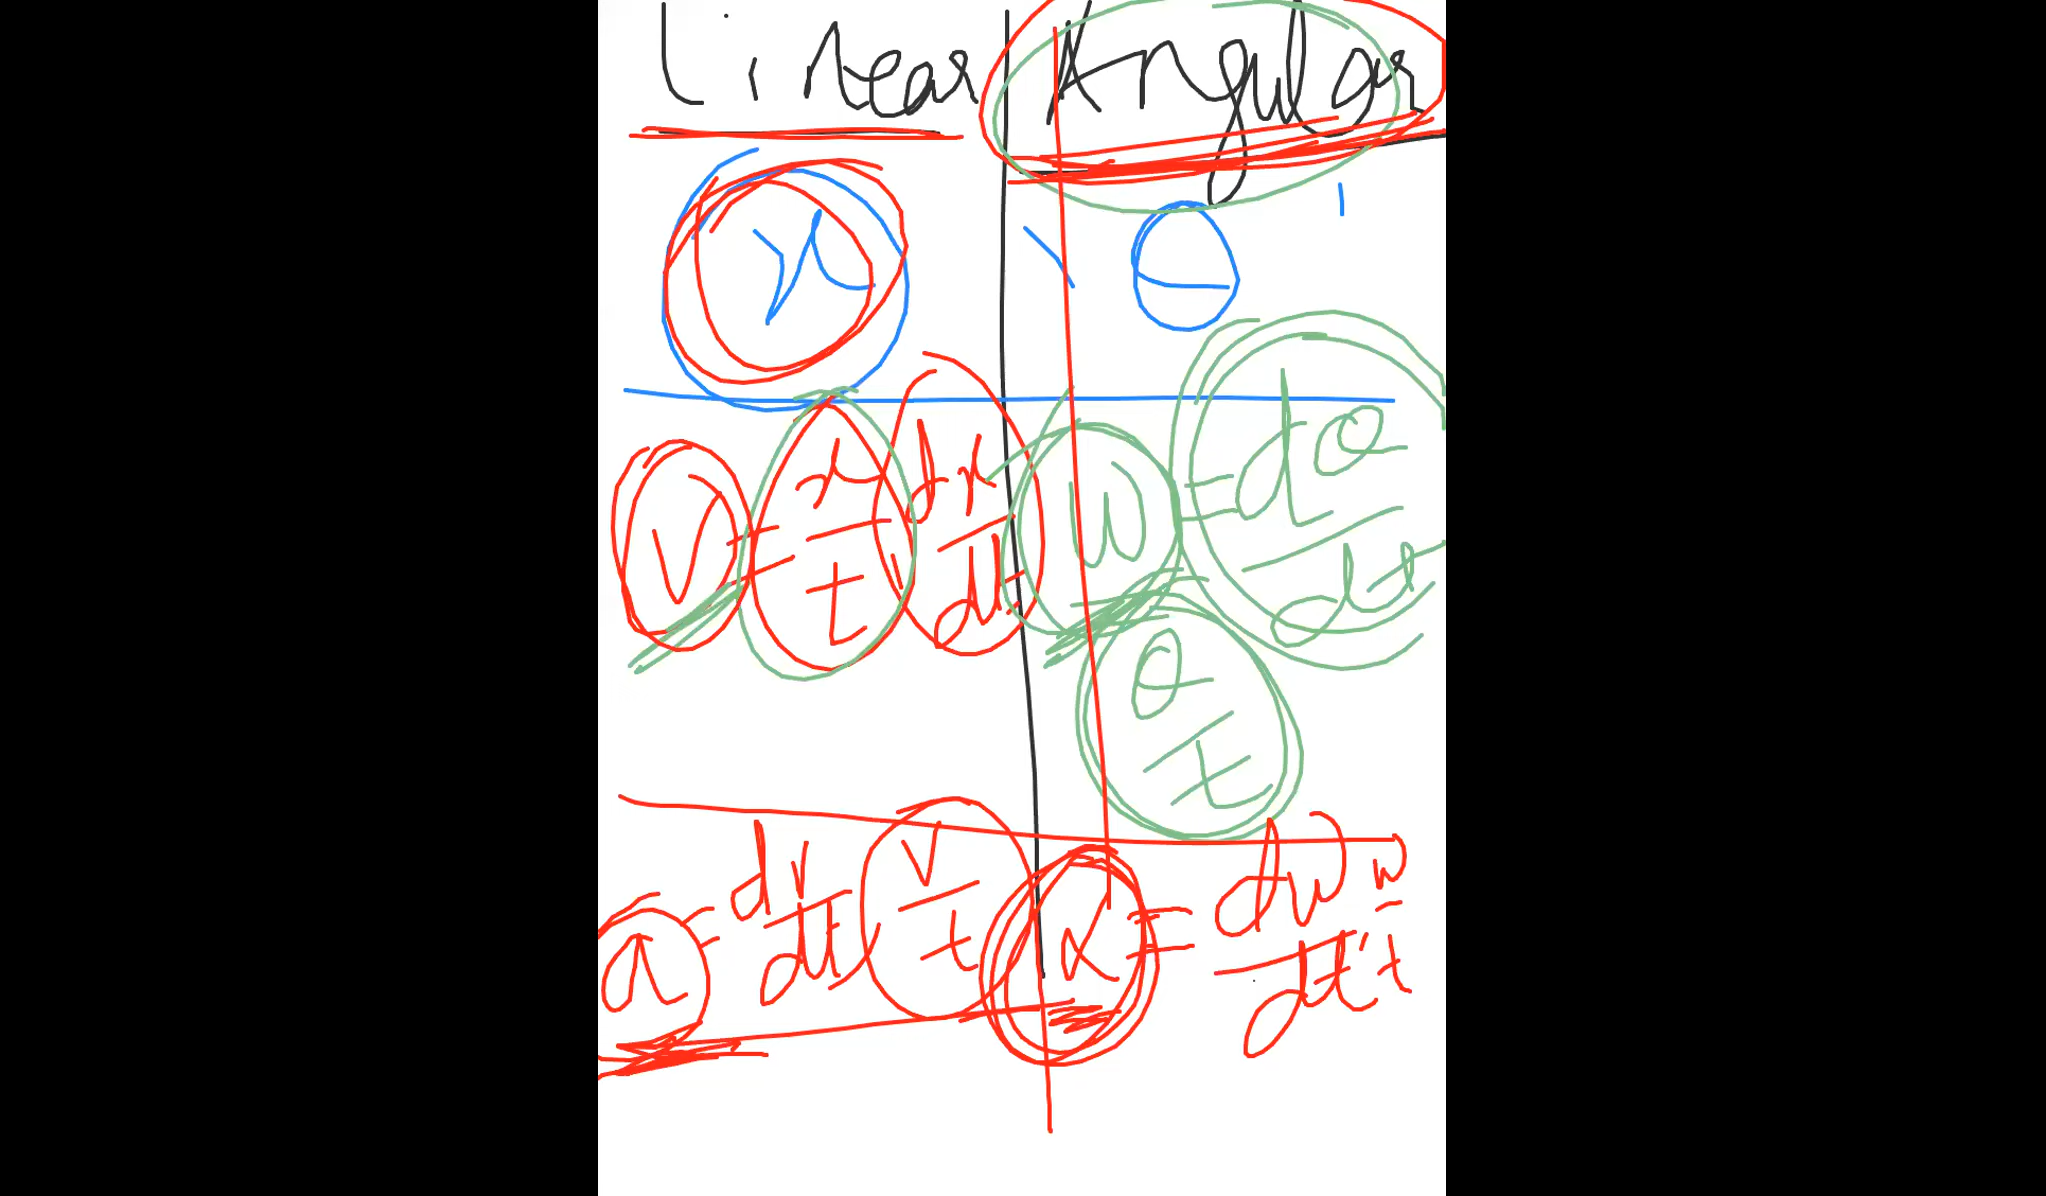 Linear Angular
x θ
v = x/t dx/dt ω = dθ/dt
θ/t
a = dv/dt v/t α = dω/dt ω/t